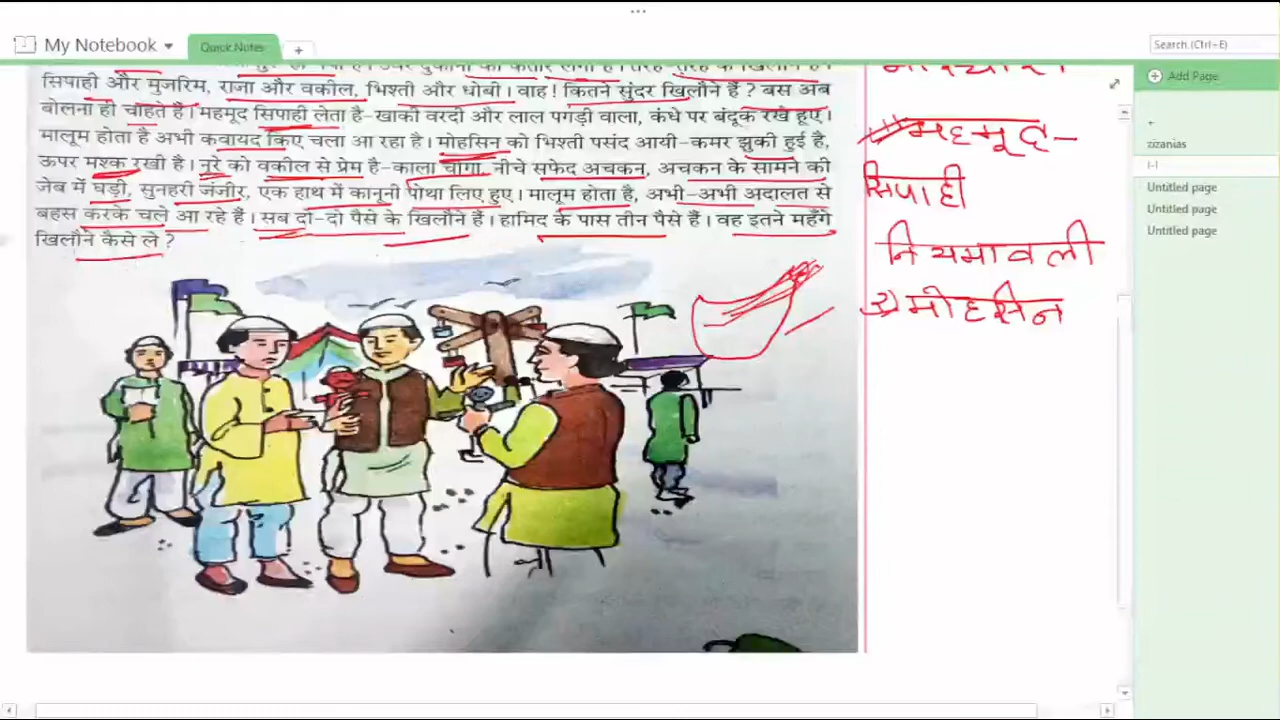 My Notebook
Quick Notes
+
Search (Ctrl+E)
Add Page
सिपाही और मुजरिम, राजा और वकील, भिश्ती और धोबी। वाह! कितने सुंदर खिलौने हैं ? बस अब
बोलना ही चाहते हैं। महमूद सिपाही लेता है-खाकी वरदी और लाल पगड़ी वाला, कंधे पर बंदूक रखे हुए।
मालूम होता है अभी कवायद किए चला आ रहा है। मोहसिन को भिश्ती पसंद आयी-कमर झुकी हुई है,
ऊपर मश्क रखी है। नूरे को वकील से प्रेम है-काला चोंगा, नीचे सफेद अचकन, अचकन के सामने की
जेब में घड़ी, सुनहरी जंजीर, एक हाथ में कानूनी पोथा लिए हुए। मालूम होता है, अभी-अभी अदालत से
बहस करके चले आ रहे हैं। सब दो-दो पैसे के खिलौने हैं। हामिद के पास तीन पैसे हैं। वह इतने महँगे
खिलौने कैसे ले ?
महमूद-
सिपाही
नियमावली
3) मोहसीन
zizanias
Untitled page
Untitled page
Untitled page